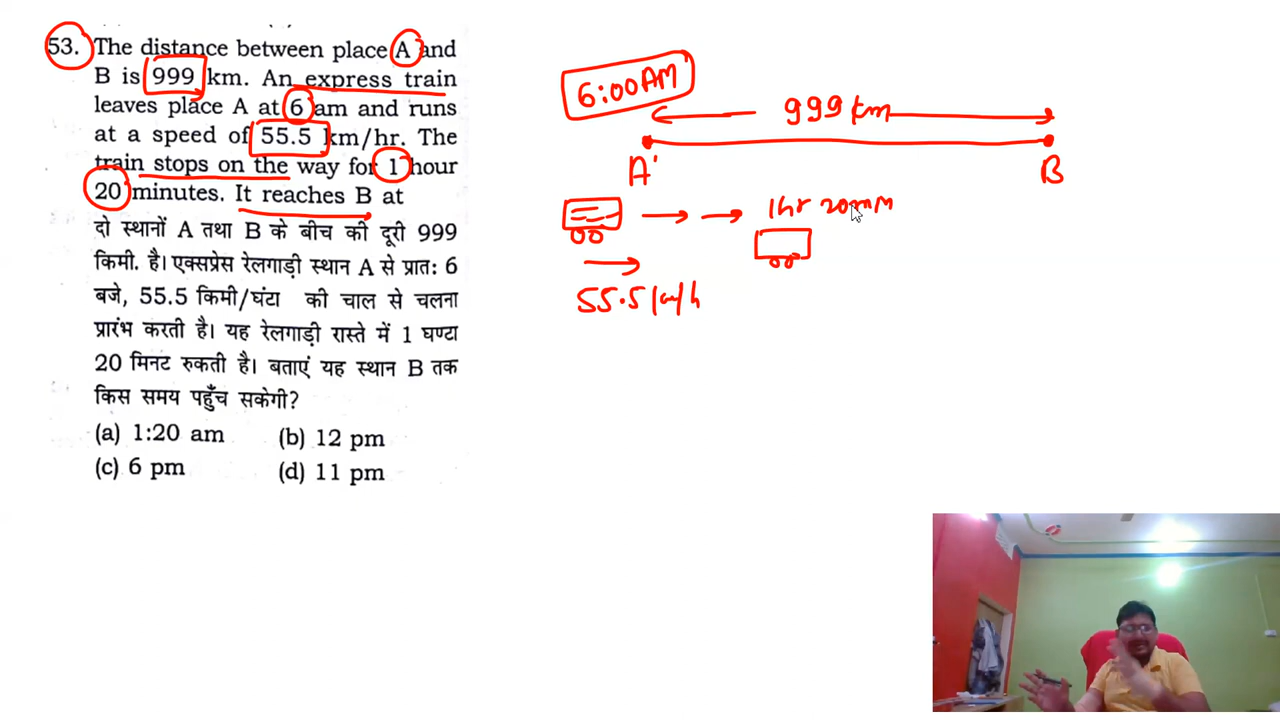 53. The distance between place A and
B is 999 km. An express train
leaves place A at 6 am and runs
at a speed of 55.5 km/hr. The
train stops on the way for 1 hour
20 minutes. It reaches B at
दो स्थानों A तथा B के बीच की दूरी 999
किमी. है। एक्सप्रेस रेलगाड़ी स्थान A से प्रात: 6
बजे, 55.5 किमी/घंटा की चाल से चलना
प्रारंभ करती है। यह रेलगाड़ी रास्ते में 1 घण्टा
20 मिनट रुकती है। बताएं यह स्थान B तक
किस समय पहुँच सकेगी?
(a) 1:20 am (b) 12 pm
(c) 6 pm (d) 11 pm
6:00AM
999 km
A B
1hr 20min
55.5 km/h